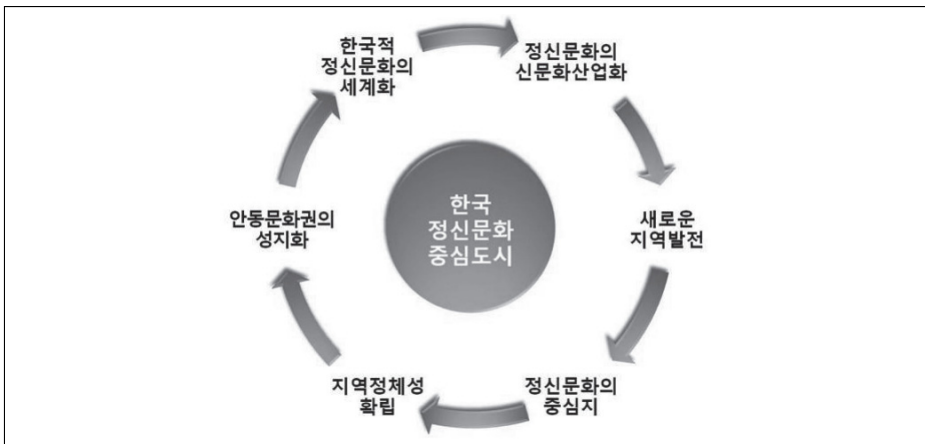 한국적
정신문화의
세계화
정신문화의
신문화산업화
새로운
지역발전
정신문화의
중심지
지역정체성
확립
안동문화권의
성지화
한국
정신문화
중심도시